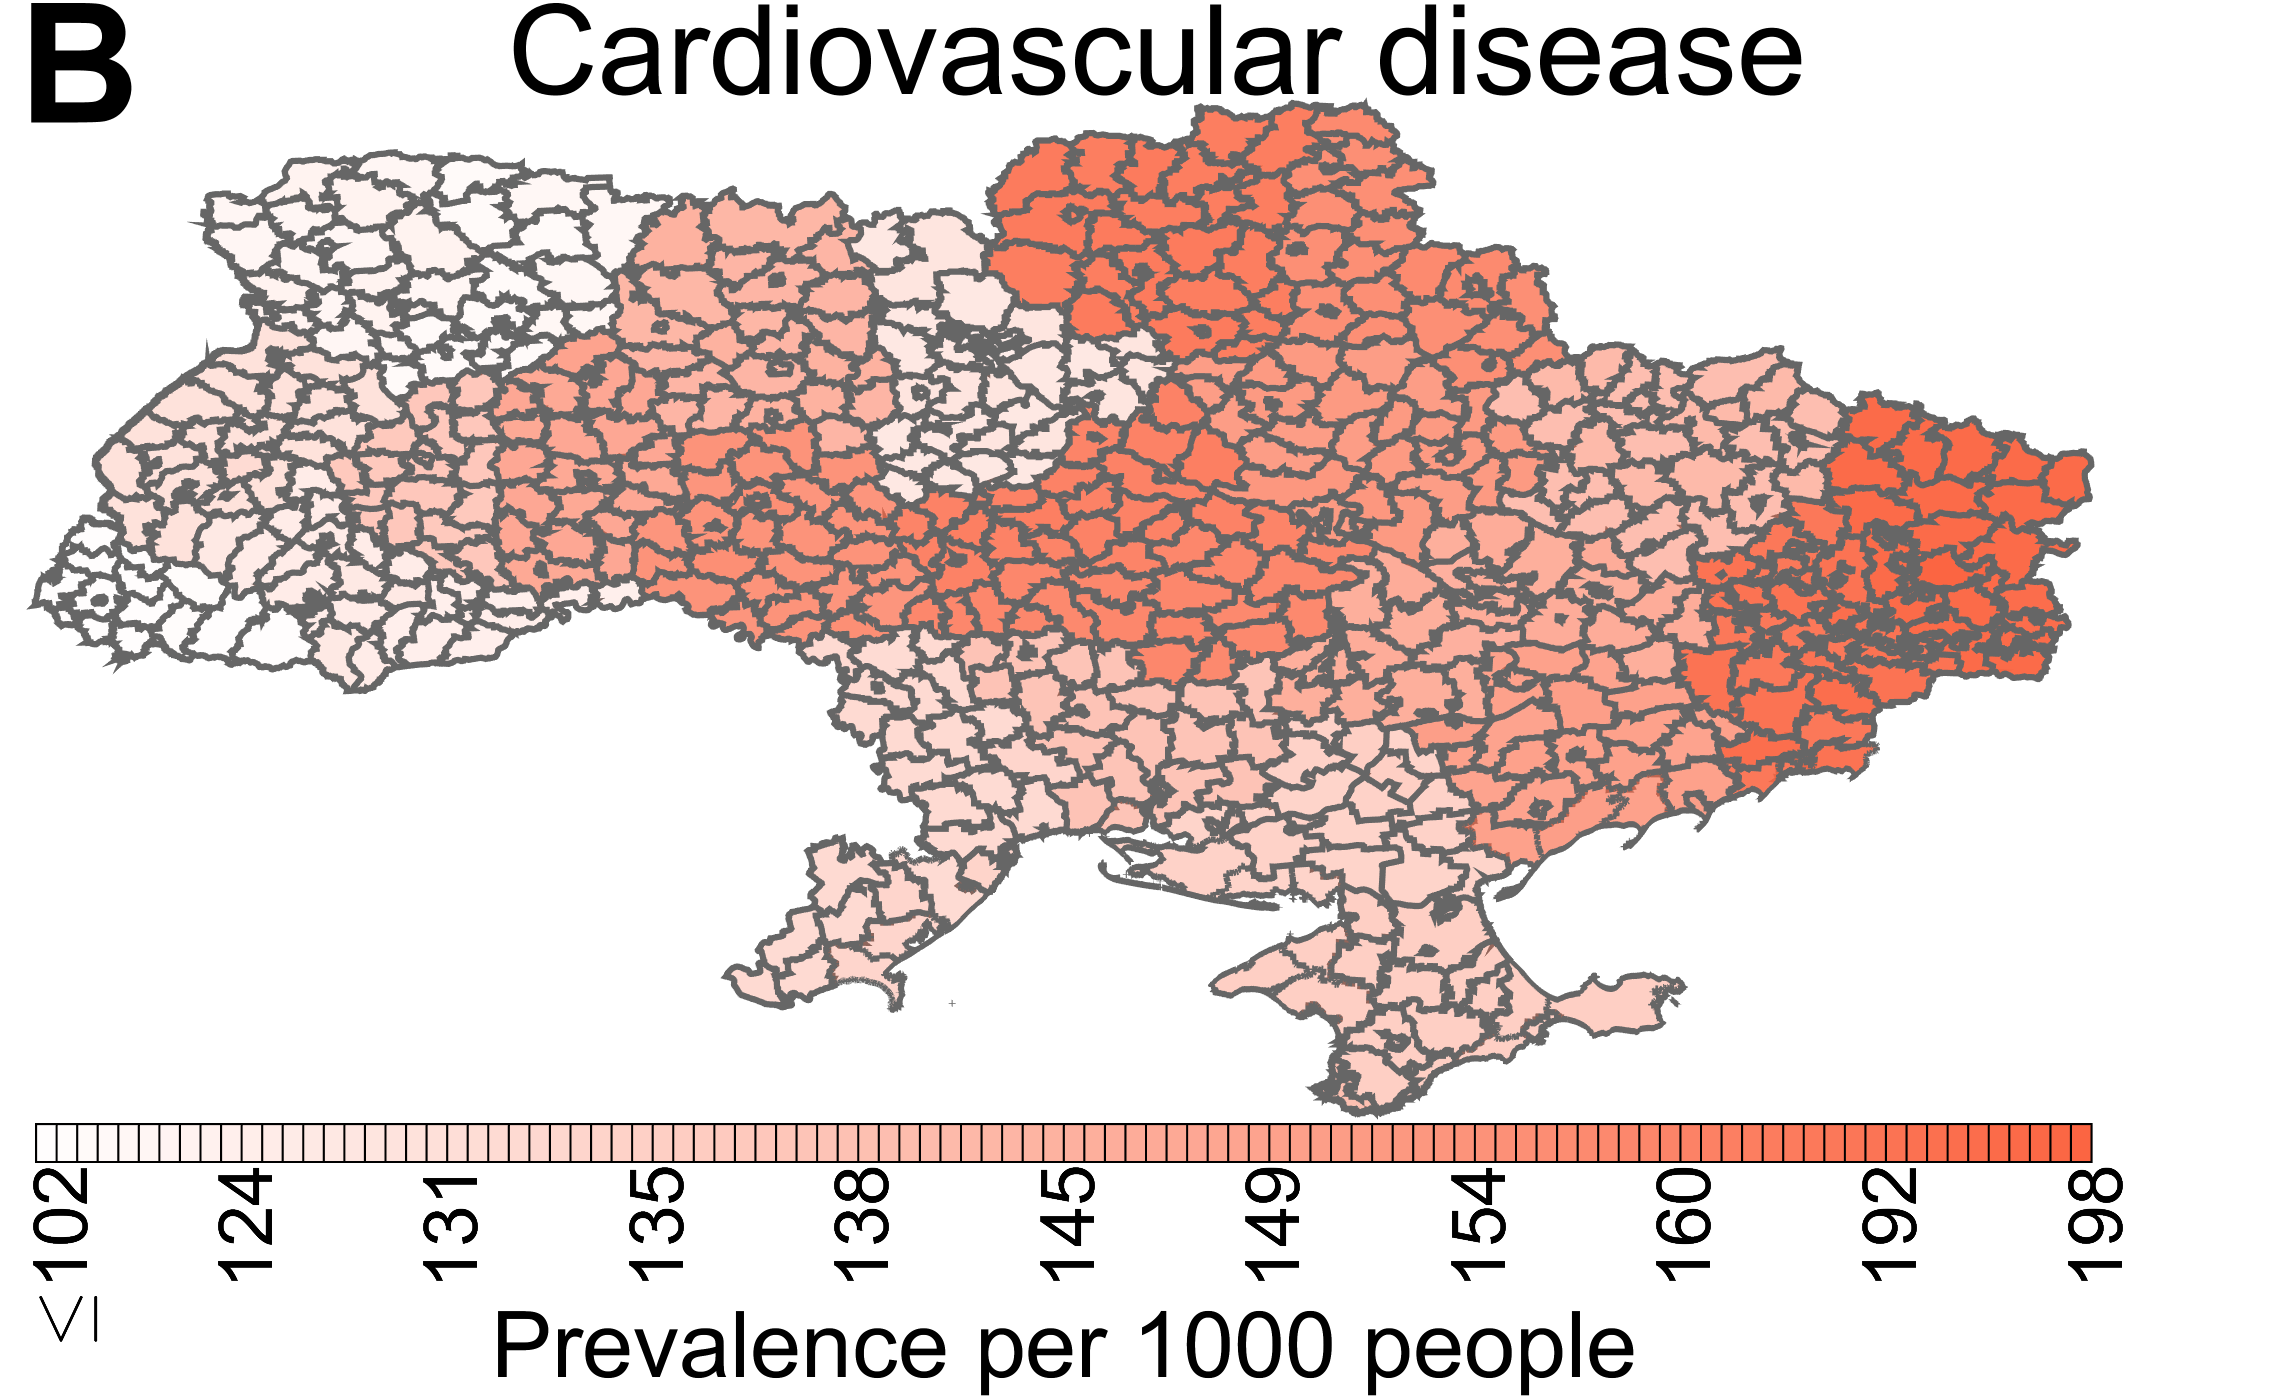 B
Cardiovascular disease
≤102 124 131 135 138 145 149 154 160 192 198
Prevalence per 1000 people